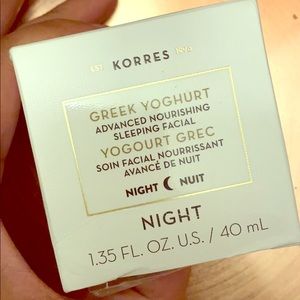 EST. KORRES 1996
GREEK YOGHURT
ADVANCED NOURISHING
SLEEPING FACIAL
YOGOURT GREC
SOIN FACIAL NOURRISSANT
AVANCÉ DE NUIT
NIGHT NUIT
NIGHT
1.35 FL. OZ. U.S. / 40 mL